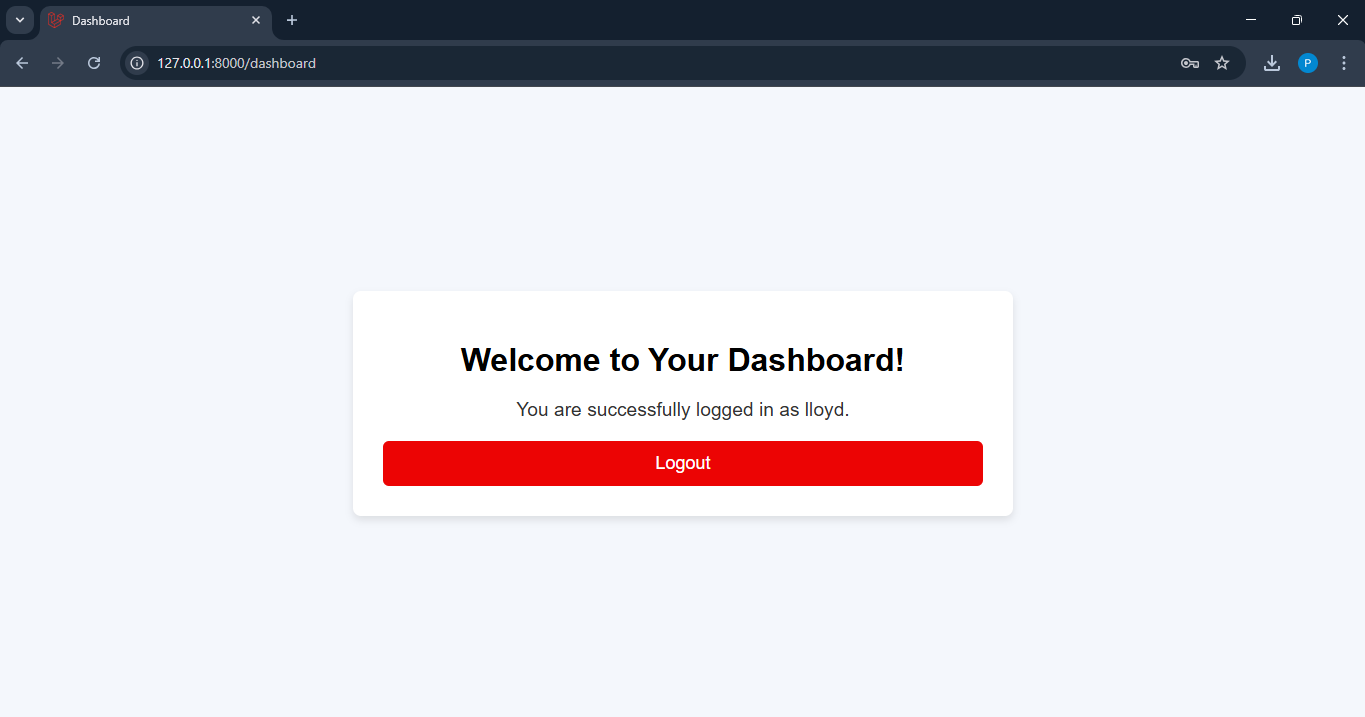 Dashboard
127.0.0.1:8000/dashboard
P
Welcome to Your Dashboard!
You are successfully logged in as lloyd.
Logout